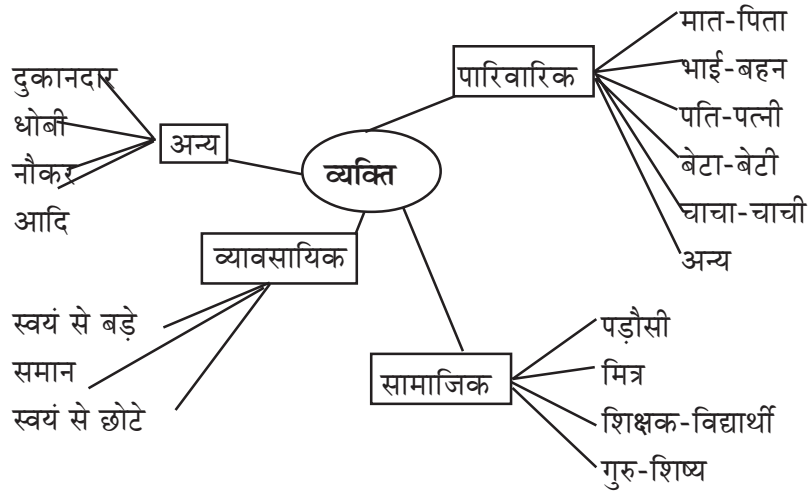 मात-पिता
भाई-बहन
पति-पत्नी
बेटा-बेटी
चाचा-चाची
अन्य
पारिवारिक
दुकानदार
धोबी
नौकर
आदि
अन्य
व्यक्ति
व्यावसायिक
स्वयं से बड़े
समान
स्वयं से छोटे
सामाजिक
पड़ौसी
मित्र
शिक्षक-विद्यार्थी
गुरु-शिष्य